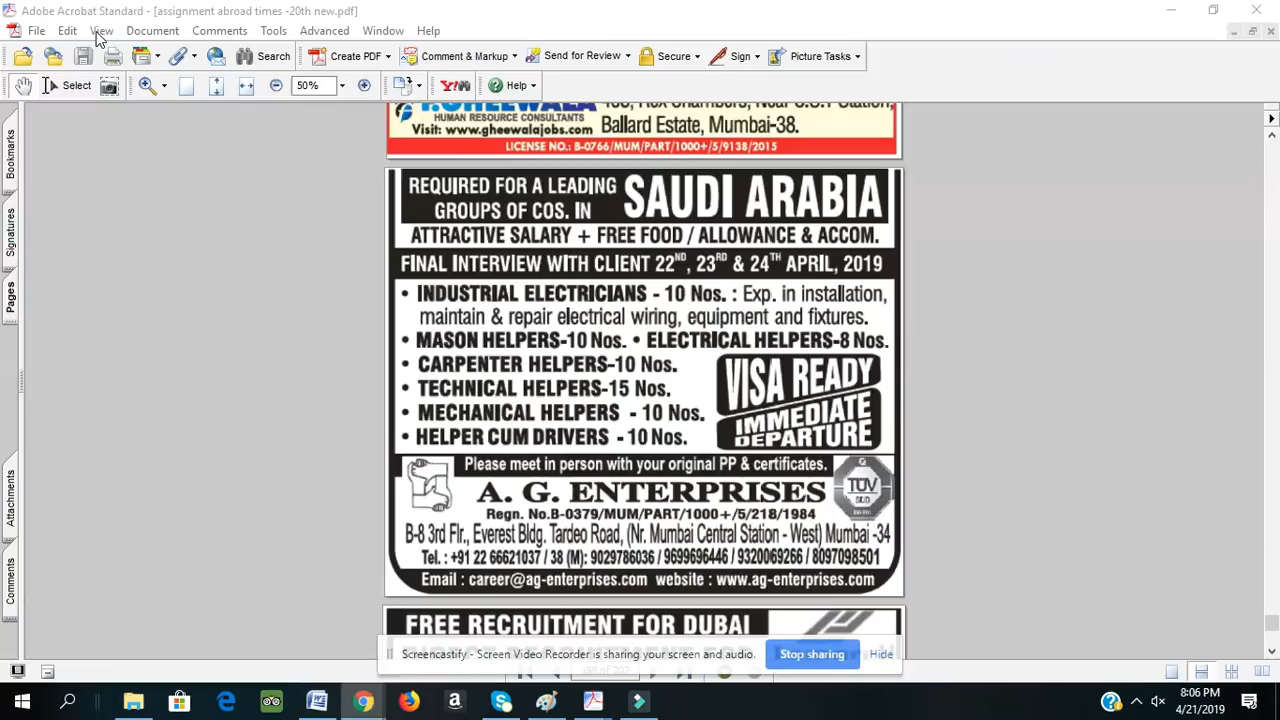 Adobe Acrobat Standard - [assignment abroad times -20th new.pdf]
File Edit View Document Comments Tools Advanced Window Help
Search Create PDF Comment & Markup Send for Review Secure Sign Picture Tasks
Select 50% Y! Help
Bookmarks
Signatures
Pages
Attachments
Comments
HUMAN RESOURCE CONSULTANTS
Visit: www.gheewalajobs.com
Ballard Estate, Mumbai-38.
LICENSE NO.: B-0766/MUM/PART/1000+/5/9138/2015
REQUIRED FOR A LEADING
GROUPS OF COS. IN
SAUDI ARABIA
ATTRACTIVE SALARY + FREE FOOD / ALLOWANCE & ACCOM.
FINAL INTERVIEW WITH CLIENT 22ND, 23RD & 24TH APRIL, 2019
• INDUSTRIAL ELECTRICIANS - 10 Nos. : Exp. in installation,
maintain & repair electrical wiring, equipment and fixtures.
• MASON HELPERS-10 Nos. • ELECTRICAL HELPERS-8 Nos.
• CARPENTER HELPERS-10 Nos.
• TECHNICAL HELPERS-15 Nos.
• MECHANICAL HELPERS - 10 Nos.
• HELPER CUM DRIVERS - 10 Nos.
VISA READY
IMMEDIATE
DEPARTURE
Please meet in person with your original PP & certificates.
A. G. ENTERPRISES
TUV
SUD
Regn. No.B-0379/MUM/PART/1000+/5/218/1984
B-8 3rd Flr., Everest Bldg. Tardeo Road, (Nr. Mumbai Central Station - West) Mumbai -34
Tel. : +91 22 66621037 / 38 (M): 9029786036 / 9699696446 / 9320069266 / 8097098501
Email : career@ag-enterprises.com website : www.ag-enterprises.com
FREE RECRUITMENT FOR DUBAI
Screencastify - Screen Video Recorder is sharing your screen and audio.
Stop sharing
Hide
8:06 PM
4/21/2019